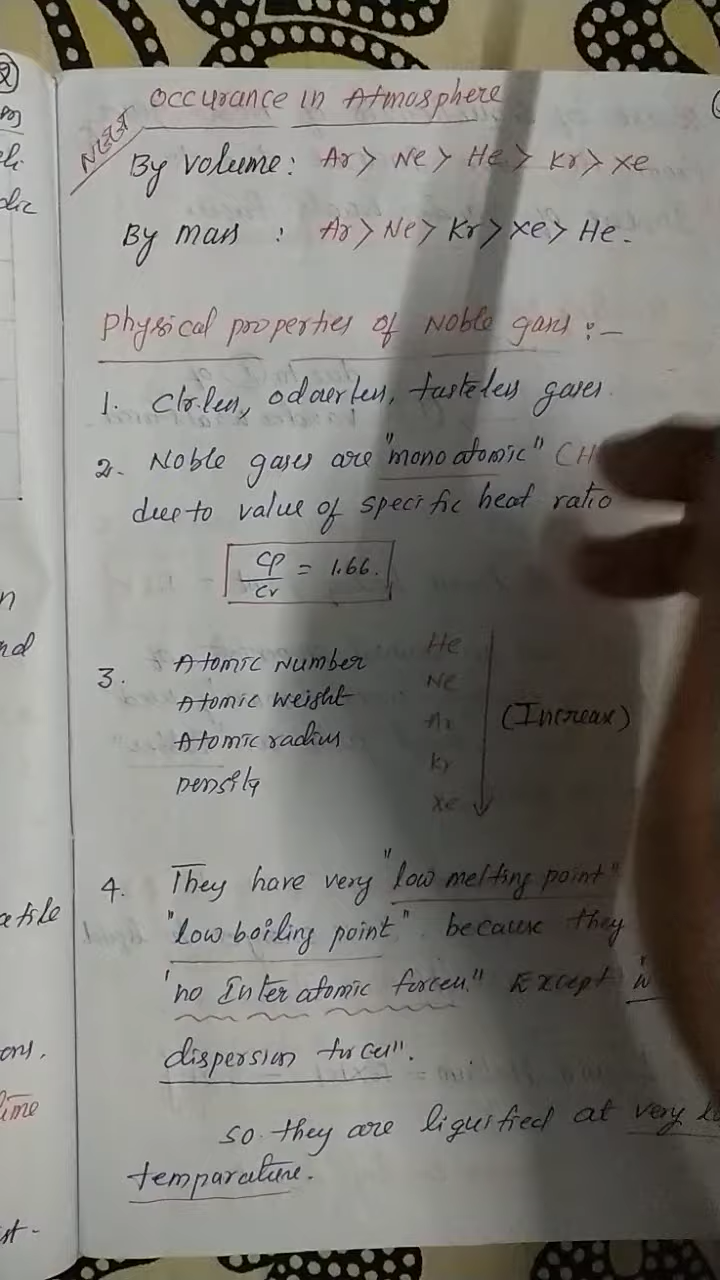 Occurance in Atmosphere
NEET
By volume: Ar > Ne > He > Kr > Xe
By mass : Ar > Ne > Kr > Xe > He.
Physical properties of Noble gases :-
1. Clrless, odaerless, tasteless gases.
2. Noble gases are "mono atomic"
due to value of specific heat ratio
Cp/Cv = 1.66.
3. Atomic Number
Atomic weight
Atomic radius
Density
He
Ne
Ar
Kr
Xe
(Increase)
4. They have very "low melting point"
"low boiling point". because they
"no Inter atomic forces." Except
dispersion forces".
so they are liquified at very
temparature.